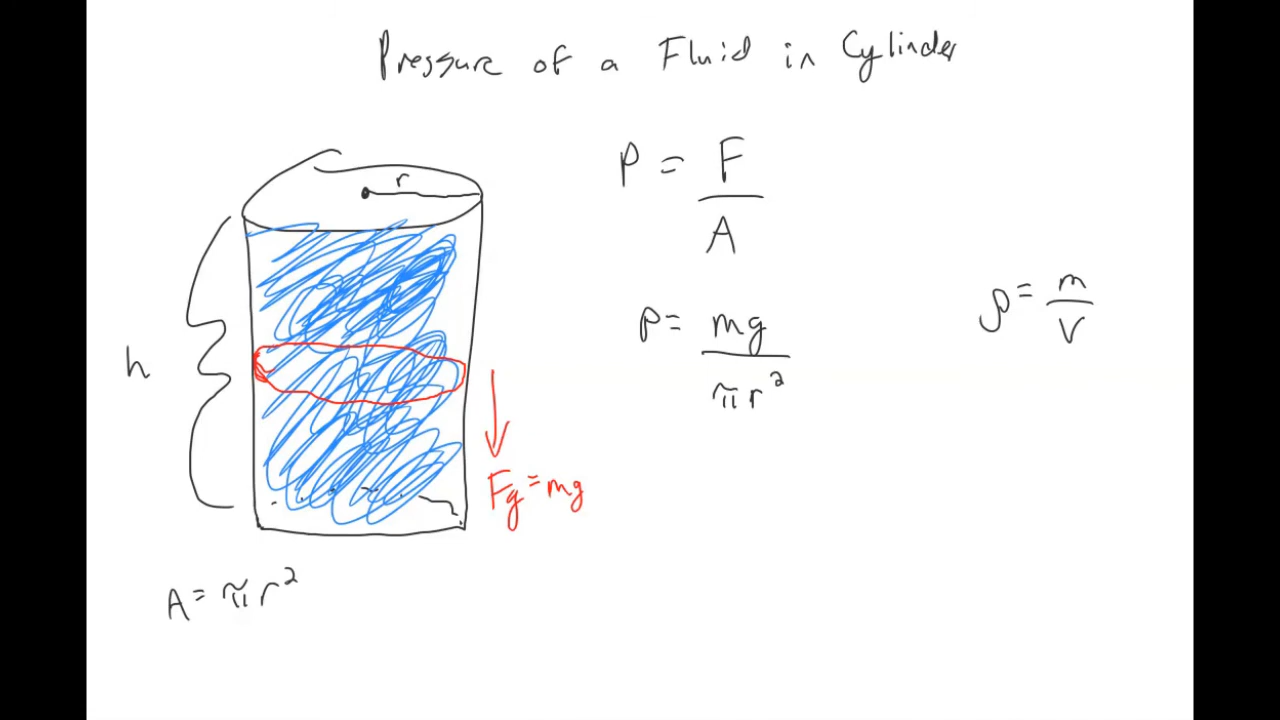 Pressure of a Fluid in Cylinder
r
h
P = F/A
P = mg/πr²
ρ = m/V
Fg = mg
A = πr²